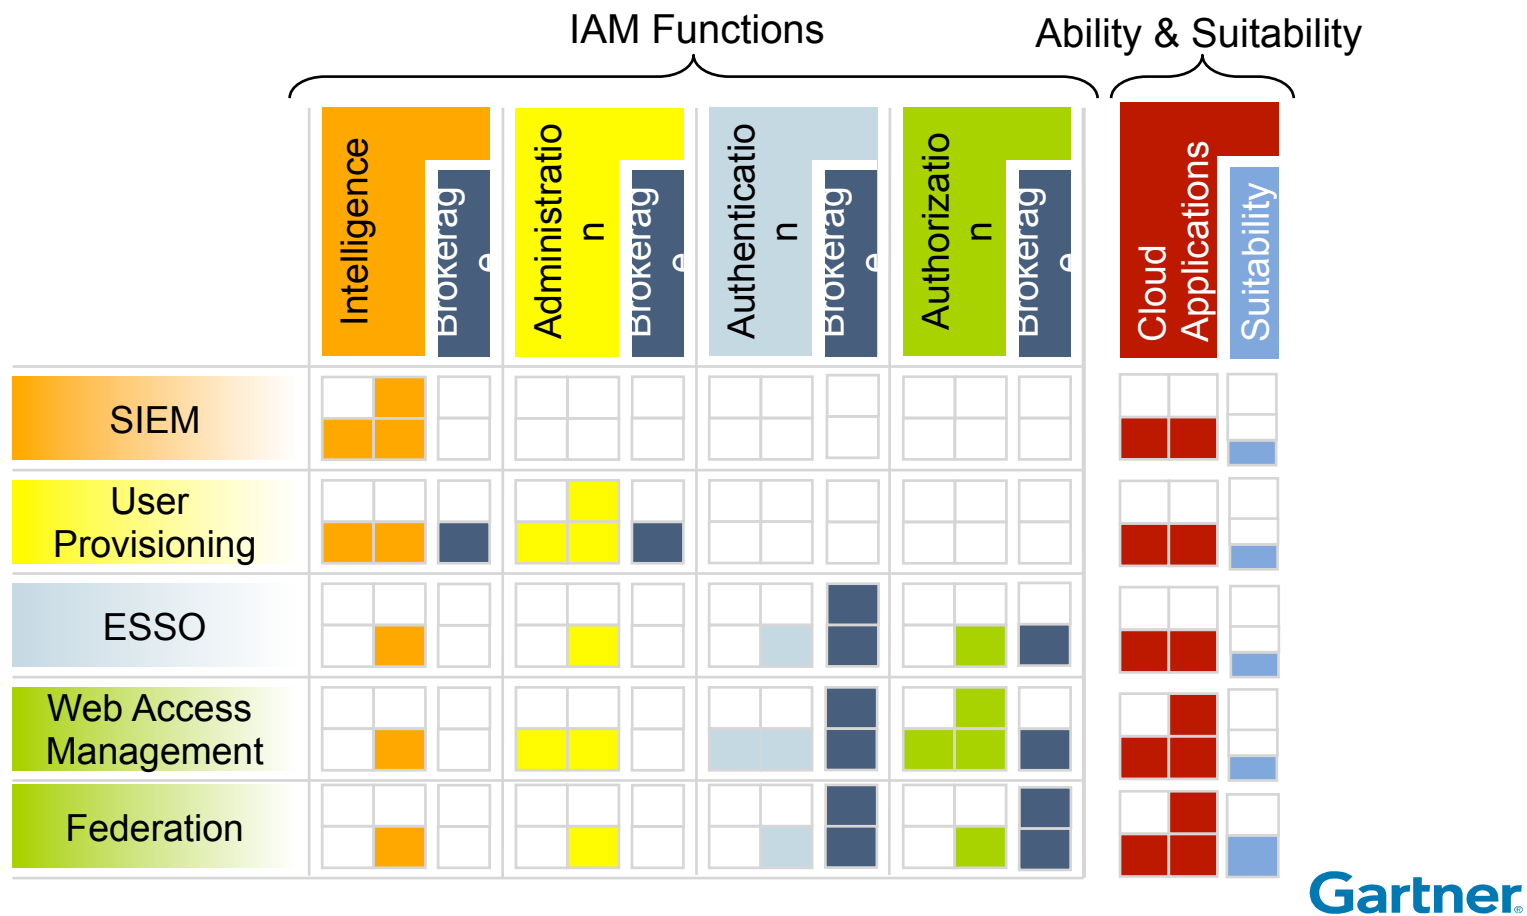 IAM Functions
Ability & Suitability
Intelligence
Brokerag
e
Administratio
n
Brokerag
e
Authenticatio
n
Brokerag
e
Authorizatio
n
Brokerag
e
Cloud
Applications
Suitability
SIEM
User
Provisioning
ESSO
Web Access
Management
Federation
Gartner®